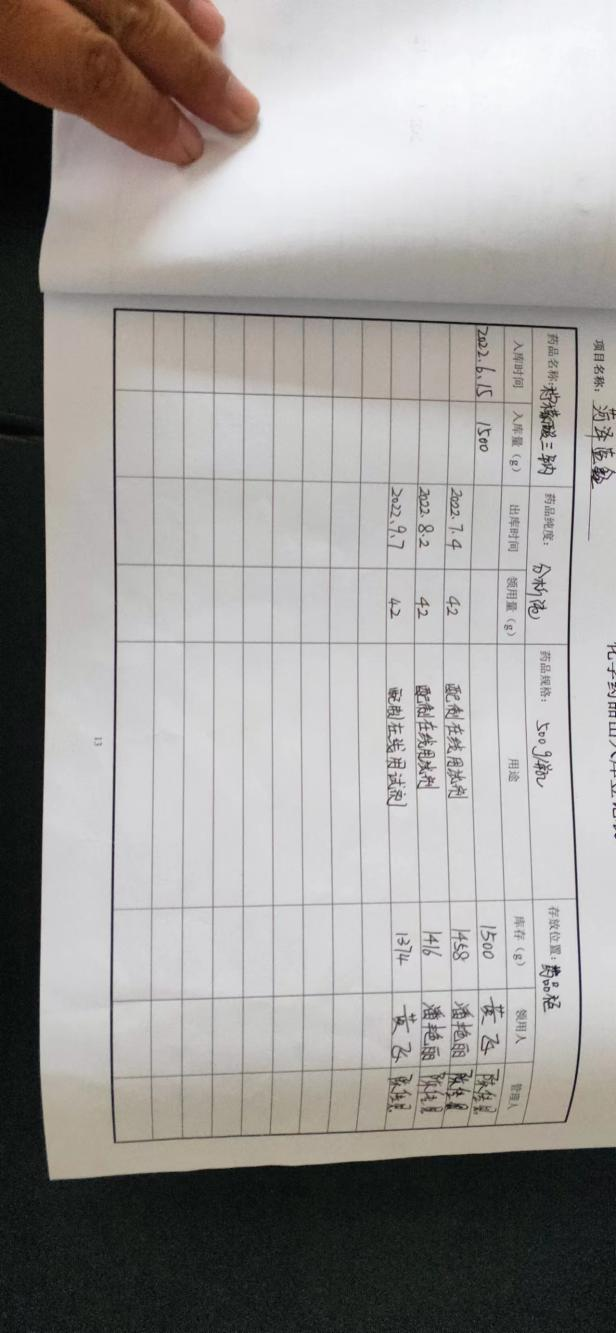 化学药品出入库登记表
项目名称：菏泽
药品名称：柠檬酸三钠 药品纯度：分析纯 药品规格：500g/瓶 存放位置：药品柜
入库时间 入库量（g） 出库时间 领用量（g） 用途 库存（g） 领用人 管理人
2022.6.15 1500 1500 黄飞
2022.7.4 42 配制在线用试剂 1458 潘艳丽
2022.8.2 42 配制在线用试剂 1416 潘艳丽
2022.9.7 42 配制在线用试剂 1374 黄飞
13